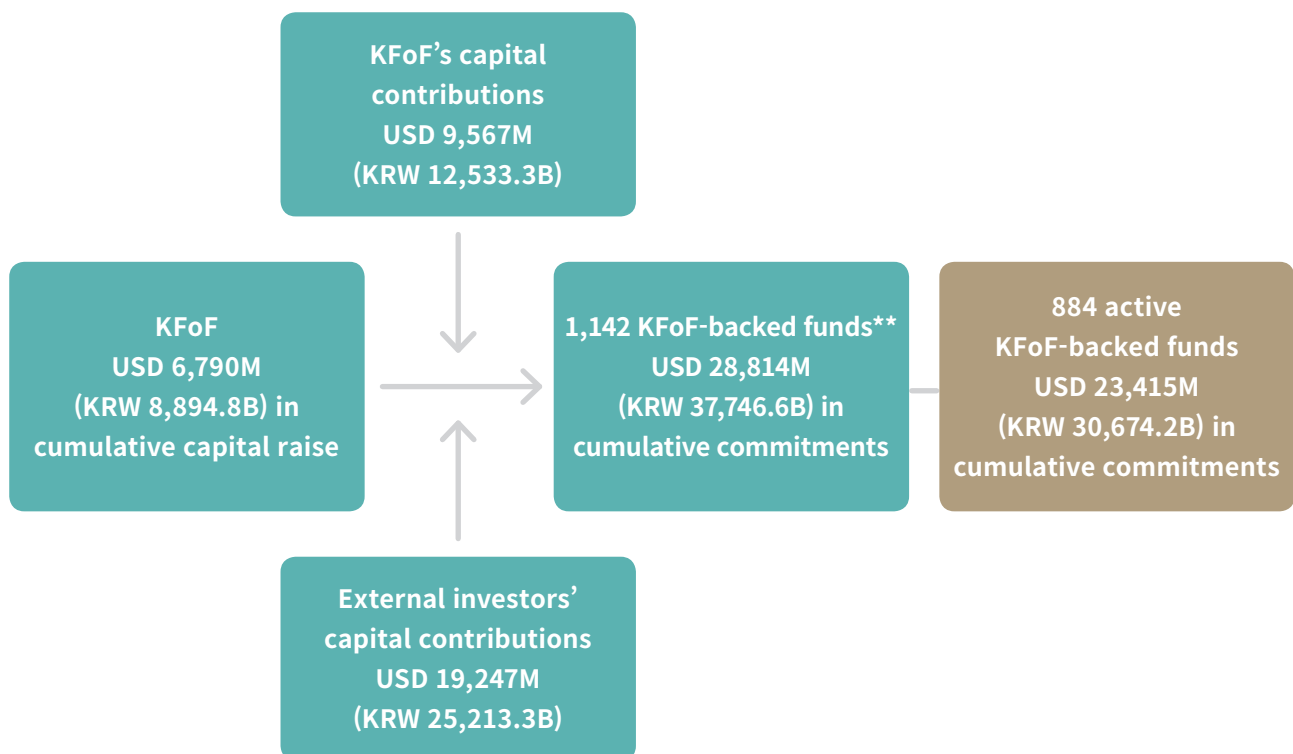 KFoF’s capital
contributions
USD 9,567M
(KRW 12,533.3B)
KFoF
USD 6,790M
(KRW 8,894.8B) in
cumulative capital raise
1,142 KFoF-backed funds**
USD 28,814M
(KRW 37,746.6B) in
cumulative commitments
884 active
KFoF-backed funds
USD 23,415M
(KRW 30,674.2B) in
cumulative commitments
External investors’
capital contributions
USD 19,247M
(KRW 25,213.3B)